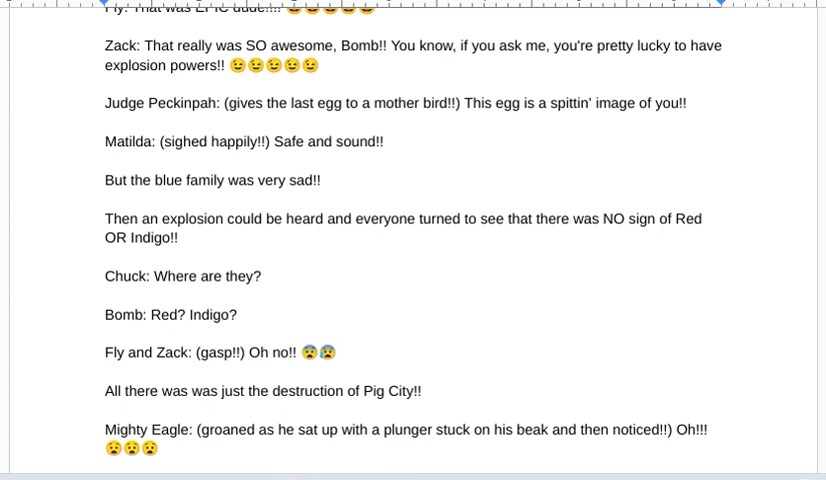 Fly: That was EPIC dude!!!! 😄😄😄😄😄
Zack: That really was SO awesome, Bomb!! You know, if you ask me, you're pretty lucky to have
explosion powers!! 😉😉😉😉😉
Judge Peckinpah: (gives the last egg to a mother bird!!) This egg is a spittin' image of you!!
Matilda: (sighed happily!!) Safe and sound!!
But the blue family was very sad!!
Then an explosion could be heard and everyone turned to see that there was NO sign of Red
OR Indigo!!
Chuck: Where are they?
Bomb: Red? Indigo?
Fly and Zack: (gasp!!) Oh no!! 😨😰
All there was was just the destruction of Pig City!!
Mighty Eagle: (groaned as he sat up with a plunger stuck on his beak and then noticed!!) Oh!!!
😧😧😧